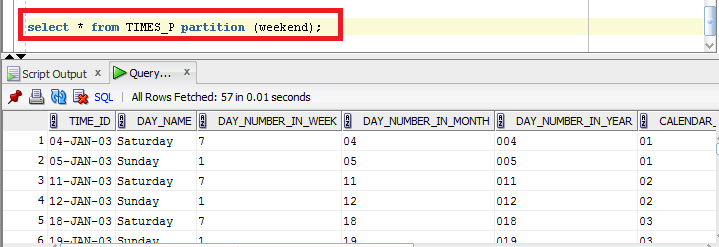 select * from TIMES_P partition (weekend);
Script Output x Query... x
SQL | All Rows Fetched: 57 in 0.01 seconds
TIME_ID DAY_NAME DAY_NUMBER_IN_WEEK DAY_NUMBER_IN_MONTH DAY_NUMBER_IN_YEAR CALENDAR_
1 04-JAN-03 Saturday 7 04 004 01
2 05-JAN-03 Sunday 1 05 005 01
3 11-JAN-03 Saturday 7 11 011 02
4 12-JAN-03 Sunday 1 12 012 02
5 18-JAN-03 Saturday 7 18 018 03
6 19-JAN-03 Sunday 1 19 019 03